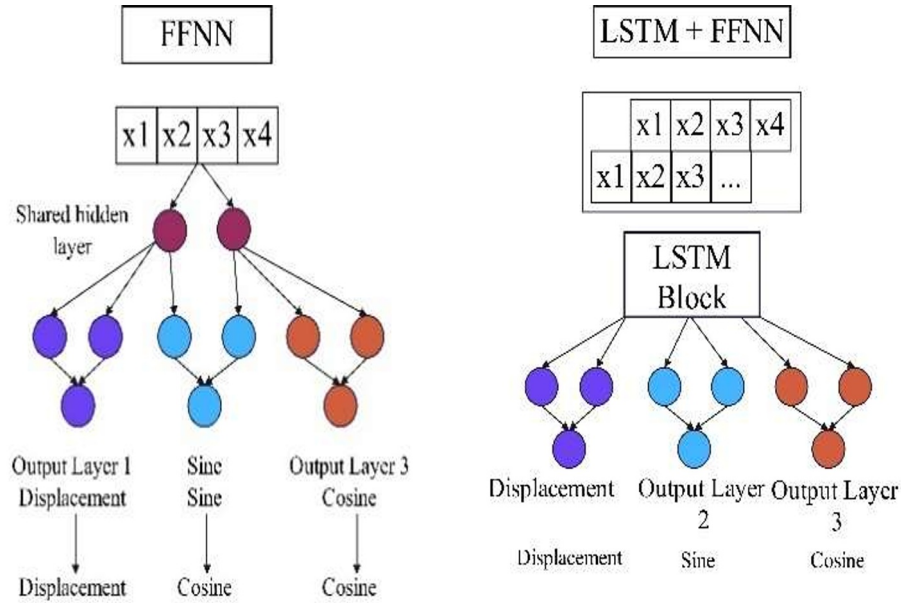 FFNN
x1 x2 x3 x4
Shared hidden
layer
Output Layer 1
Displacement
Displacement
Sine
Sine
Cosine
Output Layer 3
Cosine
Cosine
LSTM + FFNN
x1 x2 x3 x4
x1 x2 x3 ...
LSTM
Block
Displacement
Output Layer
2
Output Layer
3
Displacement
Sine
Cosine